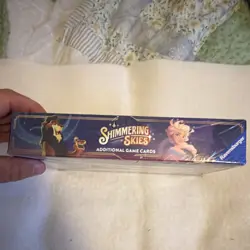 SHIMMERING
SKIES
ADDITIONAL GAME CARDS
Ravensburger